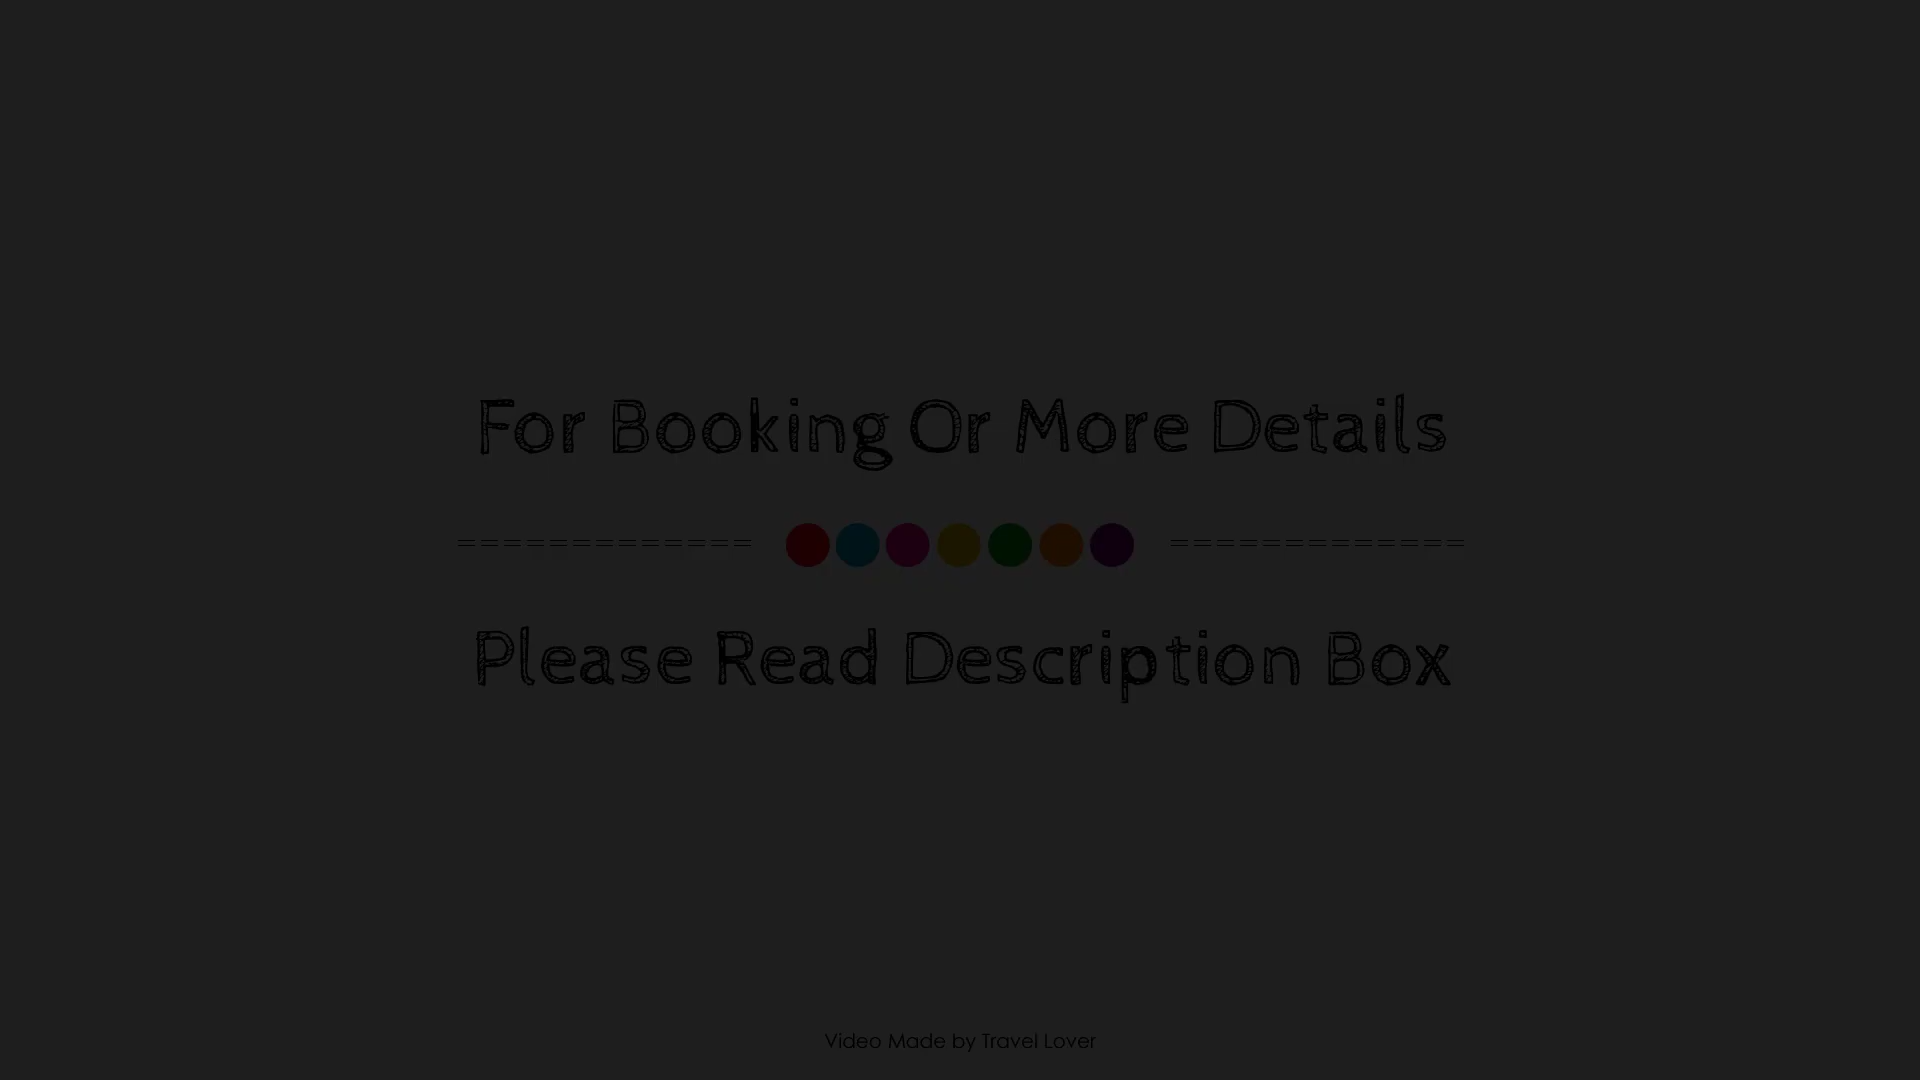 For Booking Or More Details
============= =============
Please Read Description Box
Video Made by Travel Lover